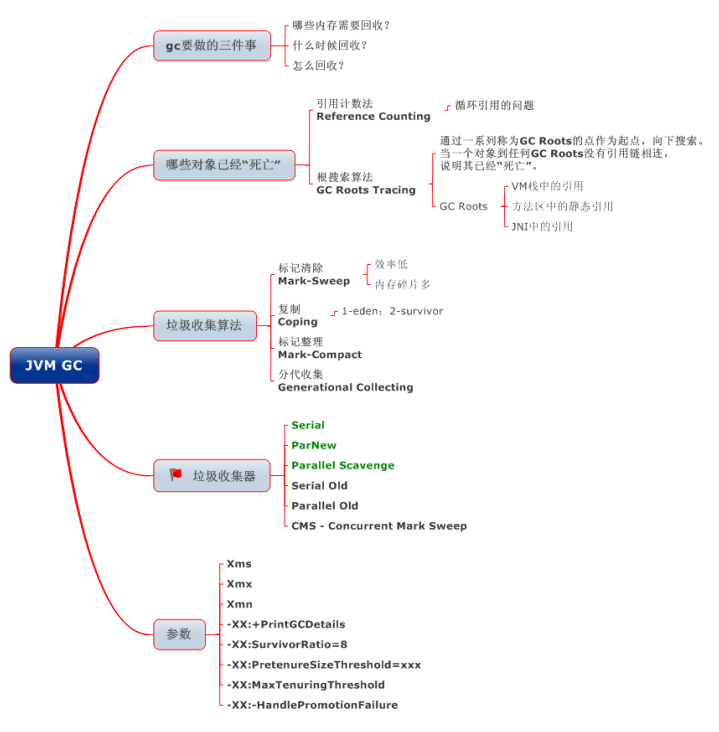 JVM GC
gc要做的三件事
哪些内存需要回收?
什么时候回收?
怎么回收?
哪些对象已经“死亡”
引用计数法
Reference Counting
循环引用的问题
根搜索算法
GC Roots Tracing
通过一系列称为GC Roots的点作为起点，向下搜索。
当一个对象到任何GC Roots没有引用链相连，
说明其已经“死亡”。
GC Roots
VM栈中的引用
方法区中的静态引用
JNI中的引用
垃圾收集算法
标记清除
Mark-Sweep
效率低
内存碎片多
复制
Coping
1-eden；2-survivor
标记整理
Mark-Compact
分代收集
Generational Collecting
垃圾收集器
Serial
ParNew
Parallel Scavenge
Serial Old
Parallel Old
CMS - Concurrent Mark Sweep
参数
Xms
Xmx
Xmn
-XX:+PrintGCDetails
-XX:SurvivorRatio=8
-XX:PretenureSizeThreshold=xxx
-XX:MaxTenuringThreshold
-XX:-HandlePromotionFailure